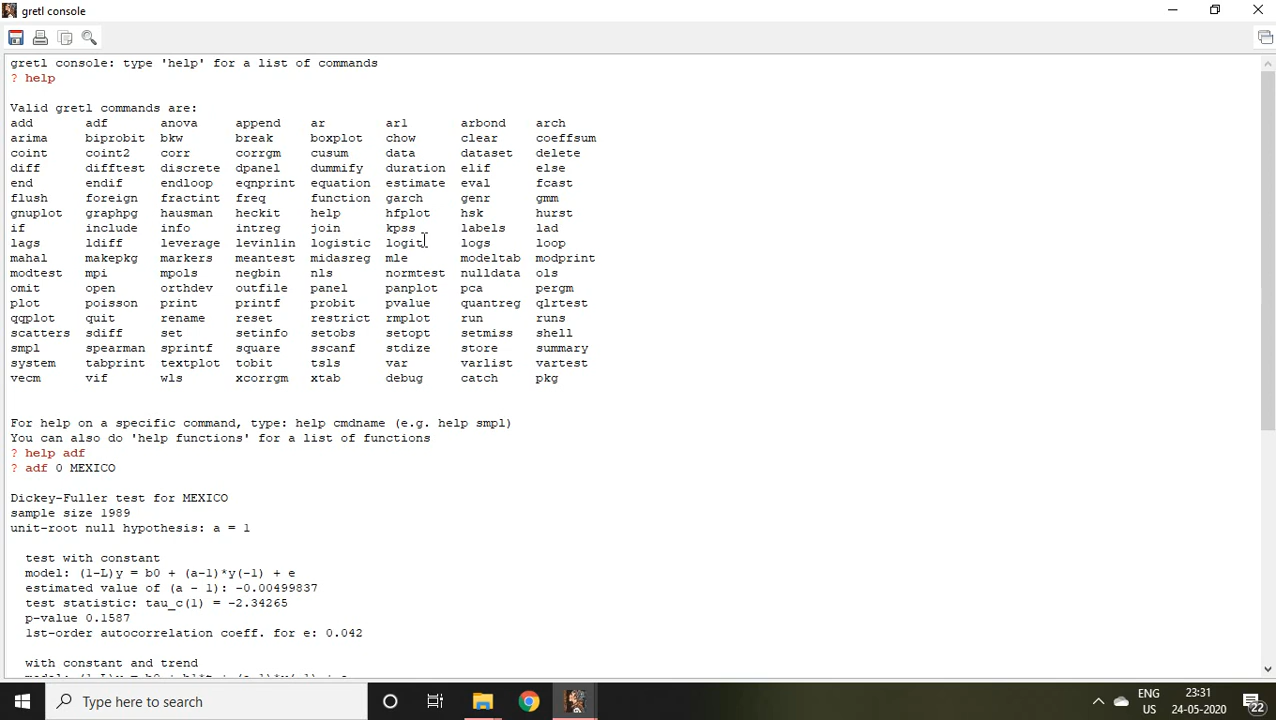 gretl console
gretl console: type 'help' for a list of commands
? help
Valid gretl commands are:
add adf anova append ar ar1 arbond arch
arima biprobit bkw break boxplot chow clear coeffsum
coint coint2 corr corrgm cusum data dataset delete
diff difftest discrete dpanel dummify duration elif else
end endif endloop eqnprint equation estimate eval fcast
flush foreign fractint freq function garch genr gmm
gnuplot graphpg hausman heckit help hfplot hsk hurst
if include info intreg join kpss labels lad
lags ldiff leverage levinlin logistic logit logs loop
mahal makepkg markers meantest midasreg mle modeltab modprint
modtest mpi mpols negbin nls normtest nulldata ols
omit open orthdev outfile panel panplot pca pergm
plot poisson print printf probit pvalue quantreg qlrtest
qqplot quit rename reset restrict rmplot run runs
scatters sdiff set setinfo setobs setopt setmiss shell
smpl spearman sprintf square sscanf stdize store summary
system tabprint textplot tobit tsls var varlist vartest
vecm vif wls xcorrgm xtab debug catch pkg
For help on a specific command, type: help cmdname (e.g. help smpl)
You can also do 'help functions' for a list of functions
? help adf
? adf 0 MEXICO
Dickey-Fuller test for MEXICO
sample size 1989
unit-root null hypothesis: a = 1
test with constant
model: (1-L)y = b0 + (a-1)*y(-1) + e
estimated value of (a - 1): -0.00499837
test statistic: tau_c(1) = -2.34265
p-value 0.1587
1st-order autocorrelation coeff. for e: 0.042
with constant and trend
model: (1-L)y = b0 + b1*t + (a-1)*y(-1) + e
Type here to search
ENG
US
23:31
24-05-2020
22